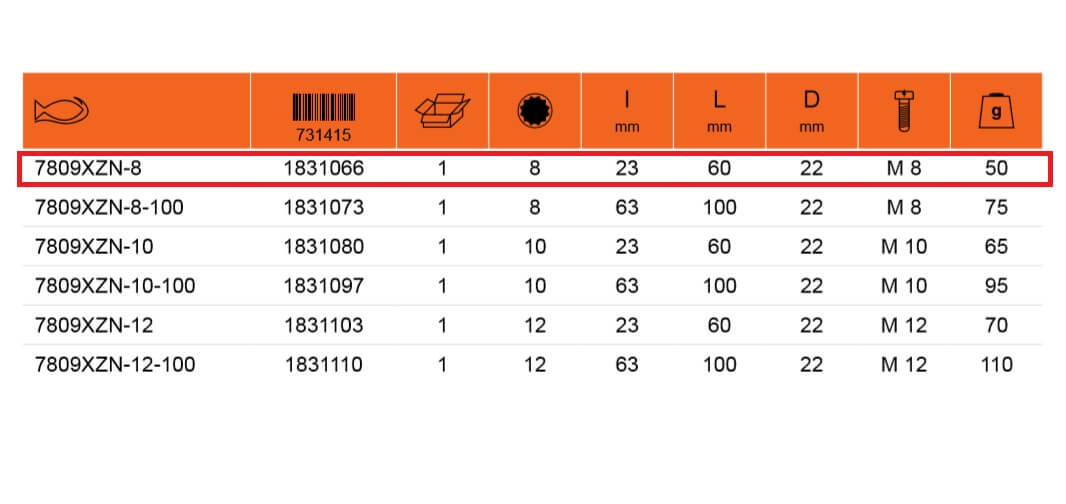 731415 l mm L mm D mm g
7809XZN-8 1831066 1 8 23 60 22 M 8 50
7809XZN-8-100 1831073 1 8 63 100 22 M 8 75
7809XZN-10 1831080 1 10 23 60 22 M 10 65
7809XZN-10-100 1831097 1 10 63 100 22 M 10 95
7809XZN-12 1831103 1 12 23 60 22 M 12 70
7809XZN-12-100 1831110 1 12 63 100 22 M 12 110